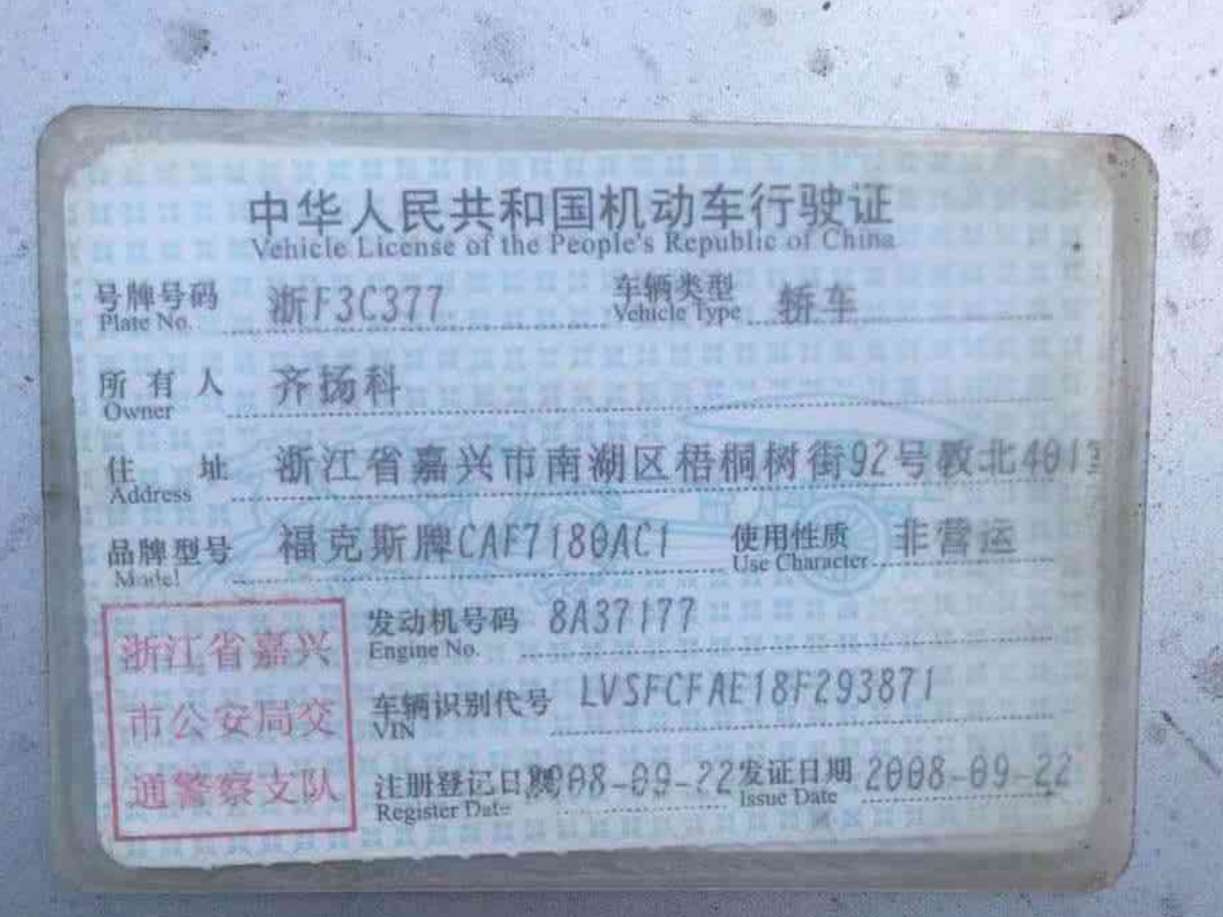 中华人民共和国机动车行驶证
Vehicle License of the People's Republic of China
号牌号码 浙F3C377 车辆类型 轿车
Plate No. Vehicle Type
所有人 齐扬科
Owner
住址 浙江省嘉兴市南湖区梧桐树街92号教北401室
Address
品牌型号 福克斯牌CAF7180AC1 使用性质 非营运
Model Use Character
发动机号码 8A37177
Engine No.
车辆识别代号 LVSFCFAE18F293871
VIN
注册登记日期 2008-09-22 发证日期 2008-09-22
Register Date Issue Date
浙江省嘉兴
市公安局交
通警察支队